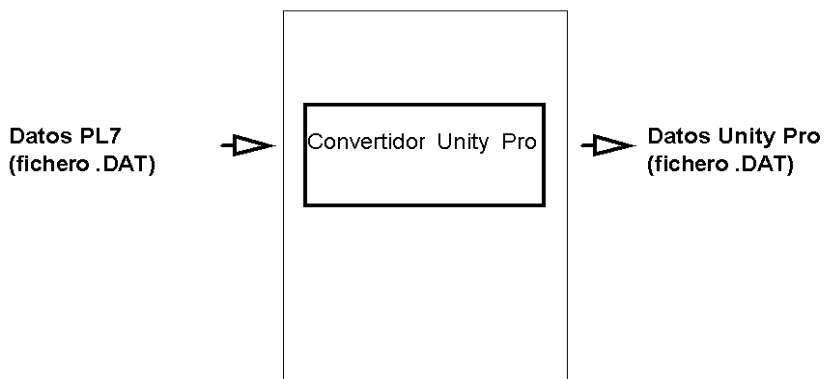 Datos PL7
(fichero .DAT)
Convertidor Unity Pro
Datos Unity Pro
(fichero .DAT)